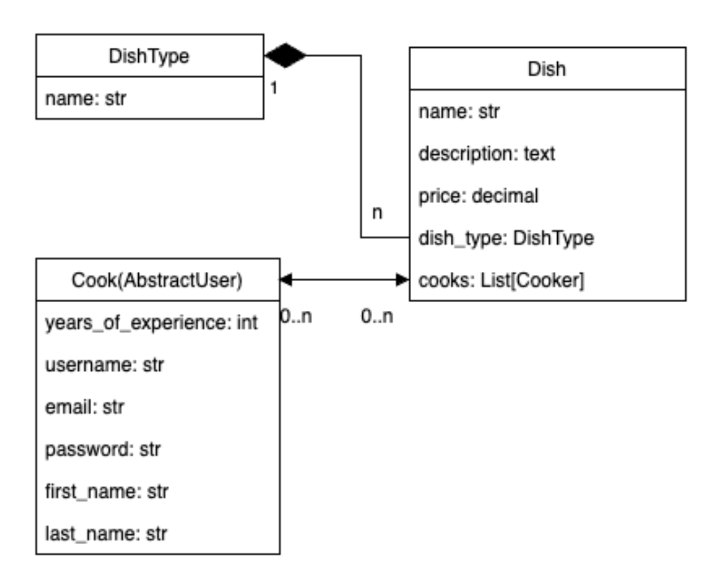 DishType
name: str
1
Dish
name: str
description: text
price: decimal
dish_type: DishType
cooks: List[Cooker]
n
Cook(AbstractUser)
years_of_experience: int
username: str
email: str
password: str
first_name: str
last_name: str
0..n
0..n